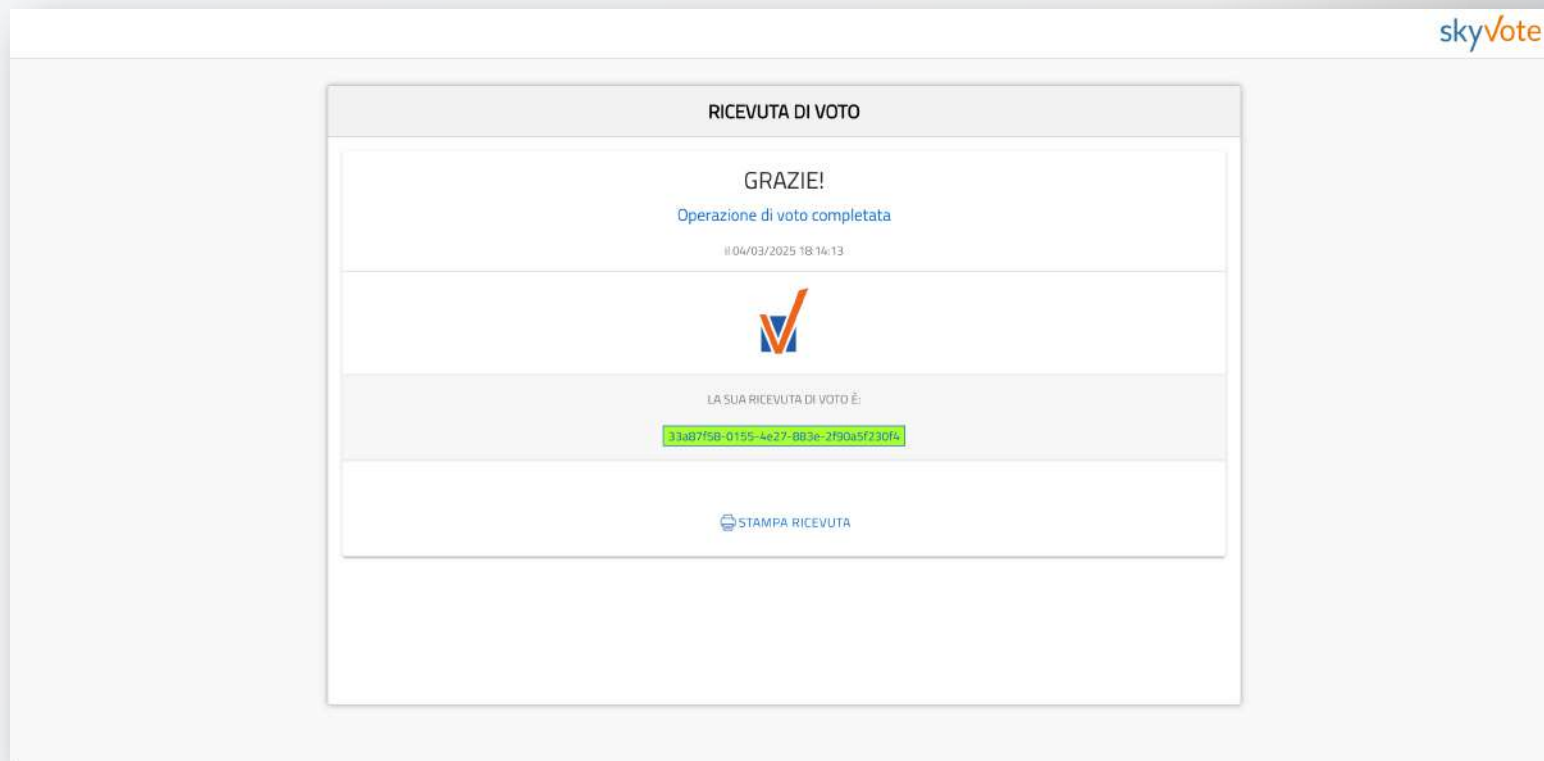 skyvote
RICEVUTA DI VOTO
GRAZIE!
Operazione di voto completata
il 04/03/2025 18:14:13
LA SUA RICEVUTA DI VOTO È:
33a87f58-0155-4e27-883e-2f90a5f230f4
STAMPA RICEVUTA